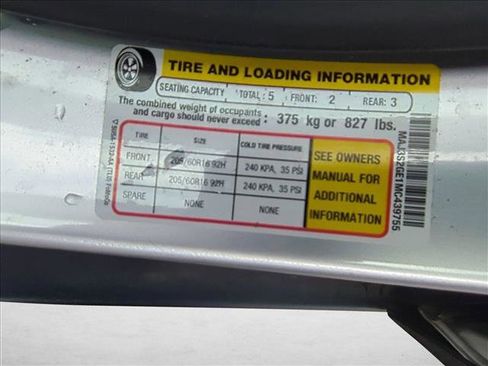 TIRE AND LOADING INFORMATION
SEATING CAPACITY TOTAL: 5 FRONT: 2 REAR: 3
The combined weight of occupants
and cargo should never exceed : 375 kg or 827 lbs.
TIRE SIZE COLD TIRE PRESSURE
FRONT 205/60R16 92H 240 KPA, 35 PSI
REAR 205/60R16 92H 240 KPA, 35 PSI
SPARE NONE NONE
SEE OWNERS
MANUAL FOR
ADDITIONAL
INFORMATION
MAJ3S2GE1MC439755